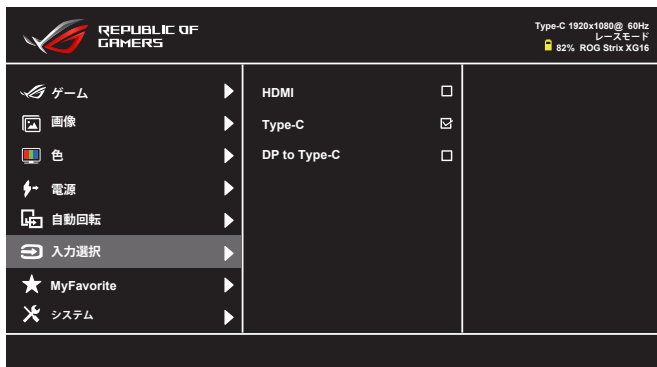 REPUBLIC OF
GAMERS
Type-C 1920x1080@ 60Hz
レースモード
82% ROG Strix XG16
ゲーム
画像
色
電源
自動回転
入力選択
MyFavorite
システム
HDMI
Type-C
DP to Type-C